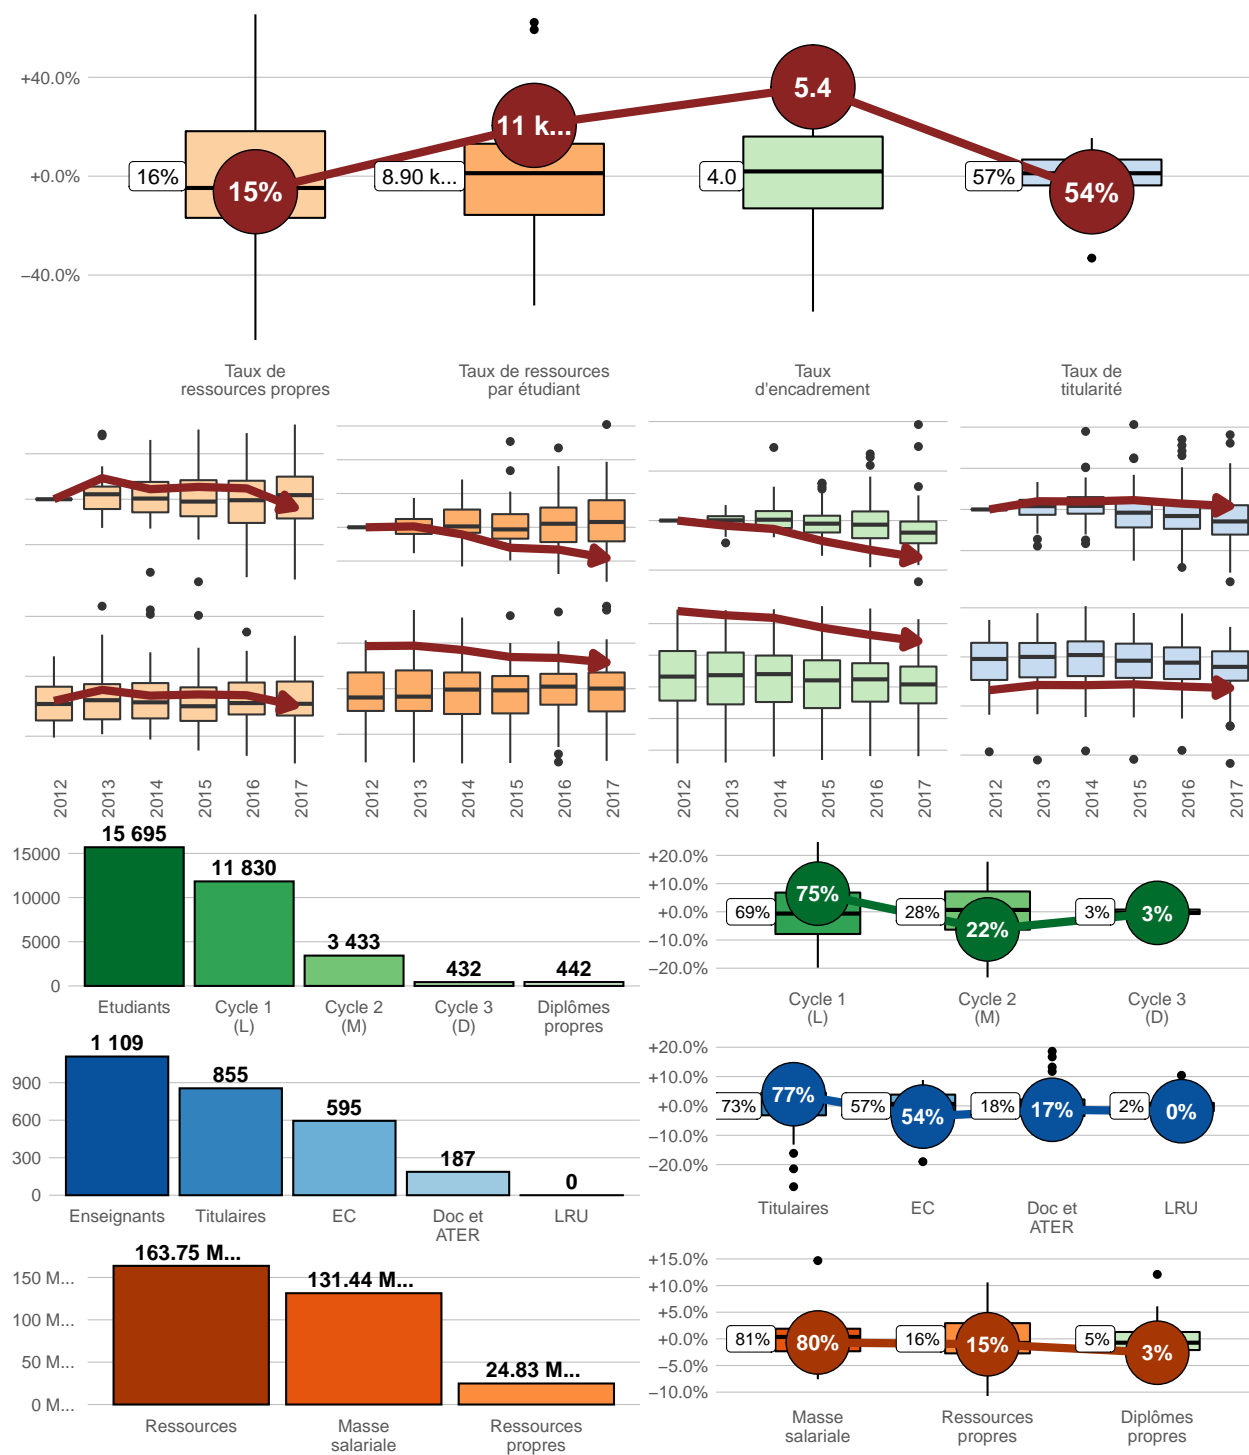 +40.0%
+0.0%
−40.0%
16%
15%
8.90 k...
11 k...
4.0
5.4
57%
54%
Taux de
ressources propres
Taux de ressources
par étudiant
Taux
d'encadrement
Taux de
titularité
2012
2013
2014
2015
2016
2017
2012
2013
2014
2015
2016
2017
2012
2013
2014
2015
2016
2017
2012
2013
2014
2015
2016
2017
15000
10000
5000
0
15 695
11 830
3 433
432
442
Etudiants
Cycle 1
(L)
Cycle 2
(M)
Cycle 3
(D)
Diplômes
propres
+20.0%
+10.0%
+0.0%
−10.0%
−20.0%
69%
75%
28%
22%
3%
3%
Cycle 1
(L)
Cycle 2
(M)
Cycle 3
(D)
900
600
300
0
1 109
855
595
187
0
Enseignants
Titulaires
EC
Doc et
ATER
LRU
+20.0%
+10.0%
+0.0%
−10.0%
−20.0%
73%
77%
57%
54%
18%
17%
2%
0%
Titulaires
EC
Doc et
ATER
LRU
150 M...
100 M...
50 M...
0 M...
163.75 M...
131.44 M...
24.83 M...
Ressources
Masse
salariale
Ressources
propres
+15.0%
+10.0%
+5.0%
+0.0%
−5.0%
−10.0%
81%
80%
16%
15%
5%
3%
Masse
salariale
Ressources
propres
Diplômes
propres